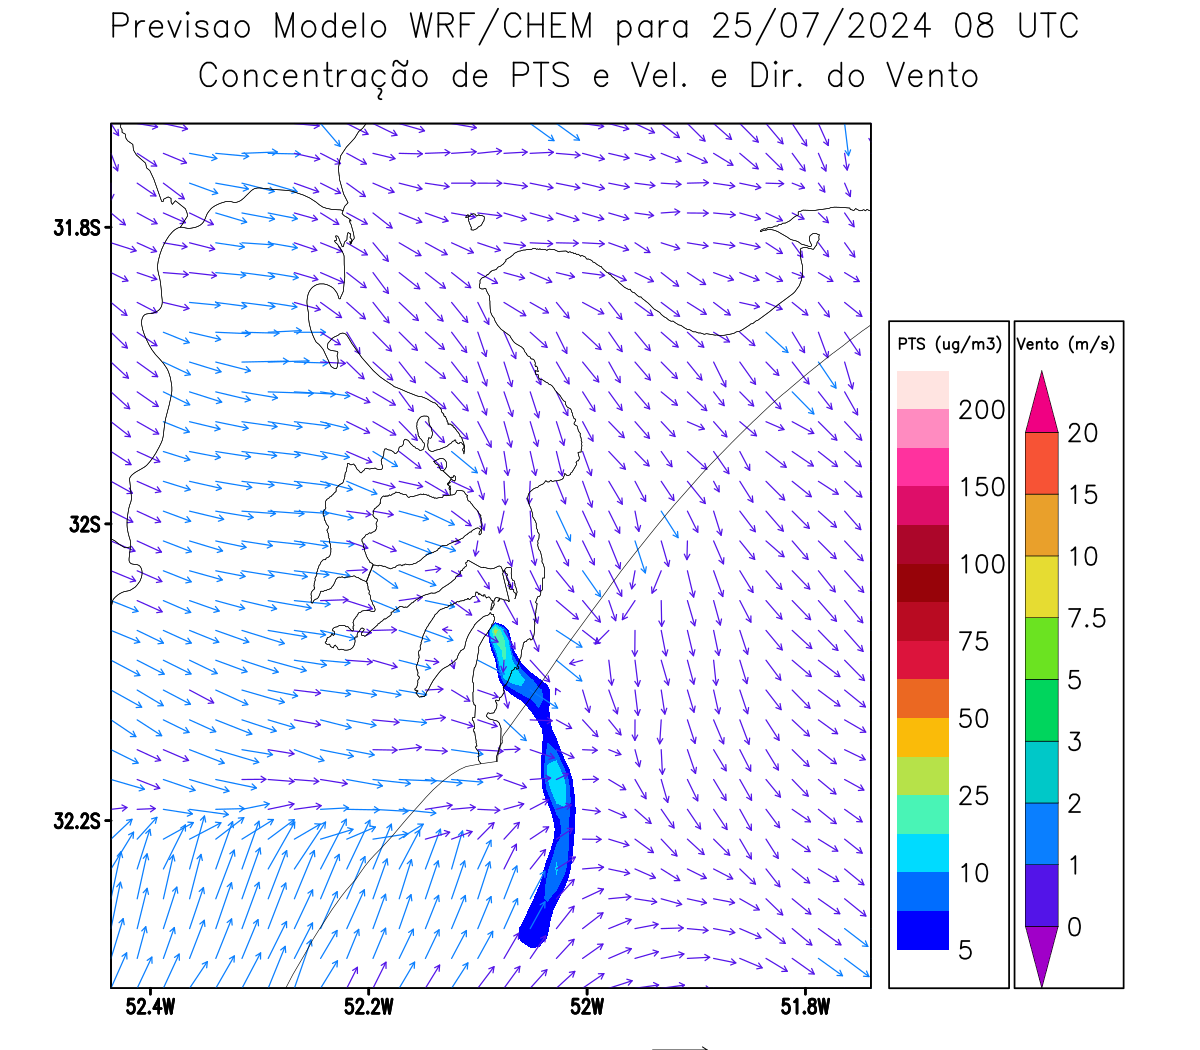 Previsao Modelo WRF/CHEM para 25/07/2024 08 UTC
Concentração de PTS e Vel. e Dir. do Vento
31.8S
32S
32.2S
52.4W 52.2W 52W 51.8W
PTS (ug/m3)
200
150
100
75
50
25
10
5
Vento (m/s)
20
15
10
7.5
5
3
2
1
0